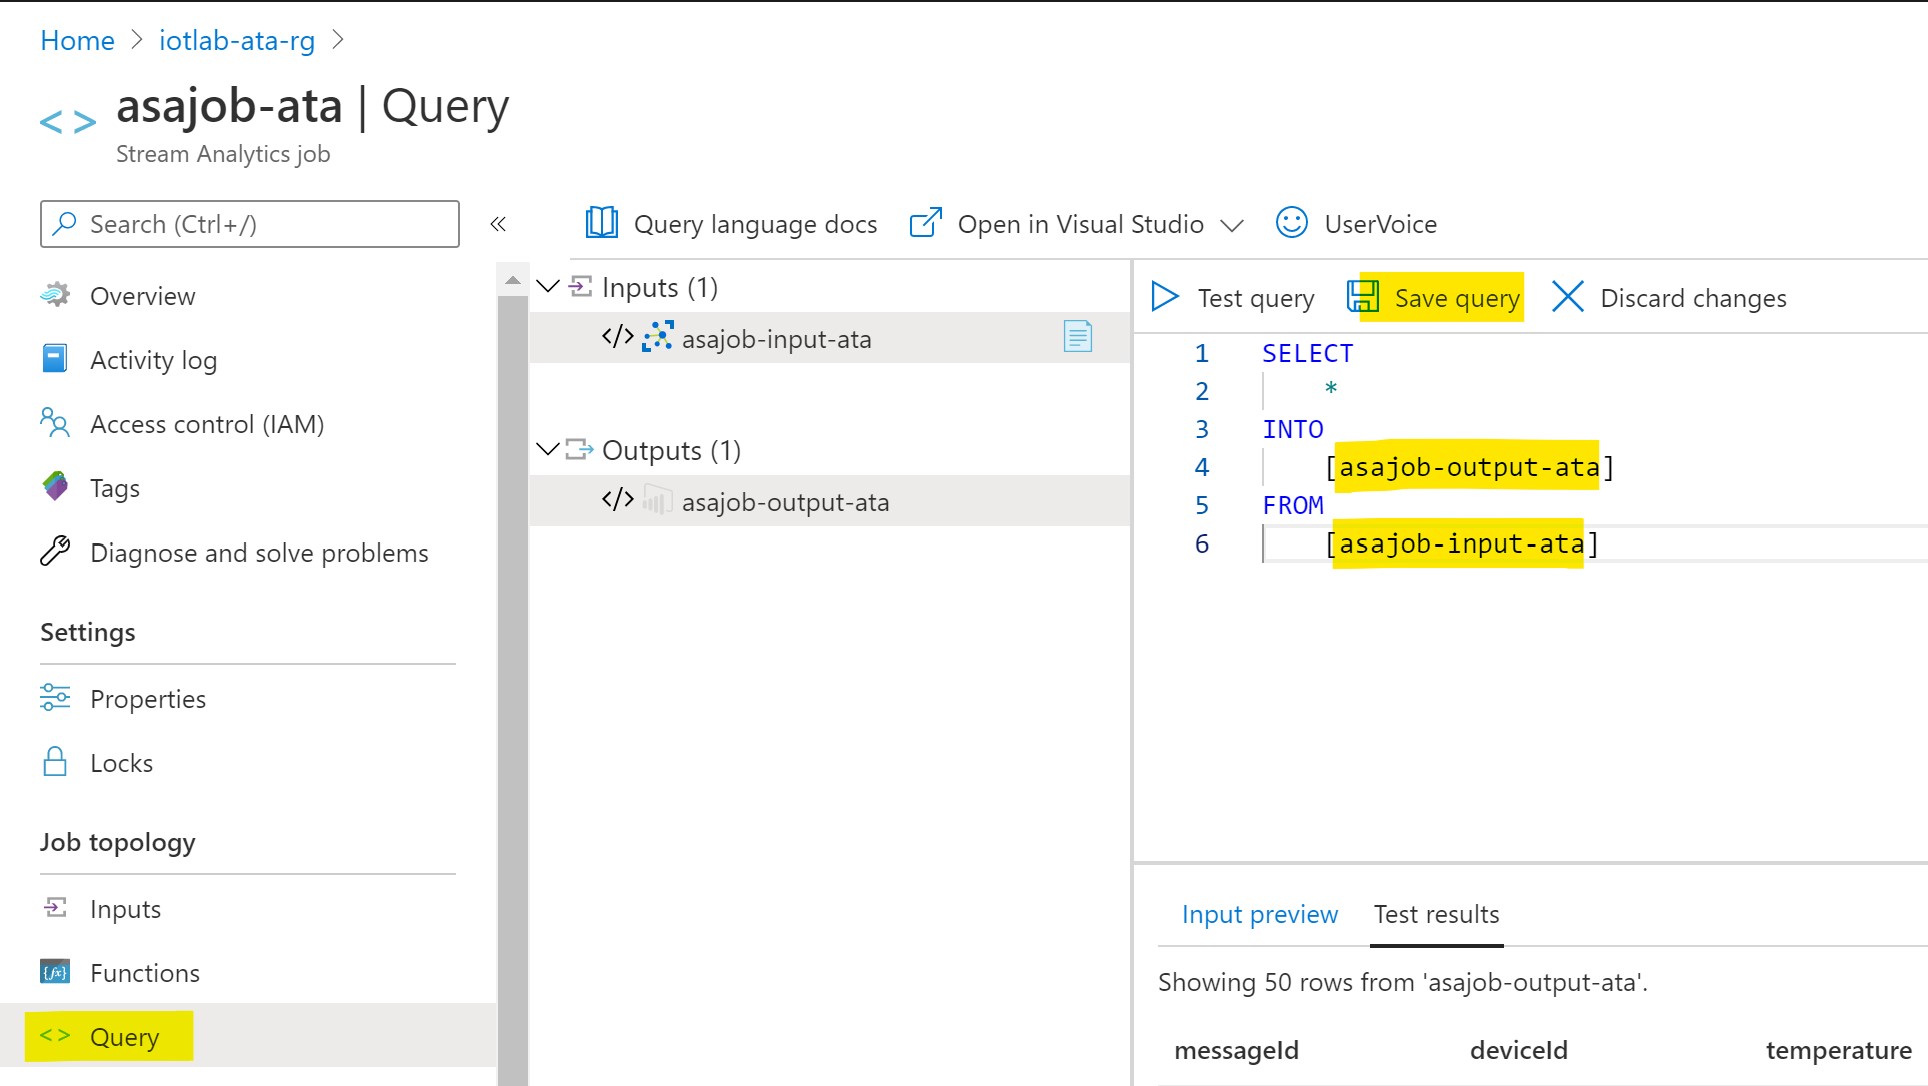 Home > iotlab-ata-rg >
asajob-ata | Query
Stream Analytics job
Search (Ctrl+/)
Overview
Activity log
Access control (IAM)
Tags
Diagnose and solve problems
Settings
Properties
Locks
Job topology
Inputs
Functions
Query
Query language docs
Open in Visual Studio
UserVoice
Inputs (1)
</> asajob-input-ata
Outputs (1)
</> asajob-output-ata
Test query
Save query
Discard changes
1 SELECT
2 *
3 INTO
4 [asajob-output-ata]
5 FROM
6 [asajob-input-ata]
Input preview Test results
Showing 50 rows from 'asajob-output-ata'.
messageId deviceId temperature